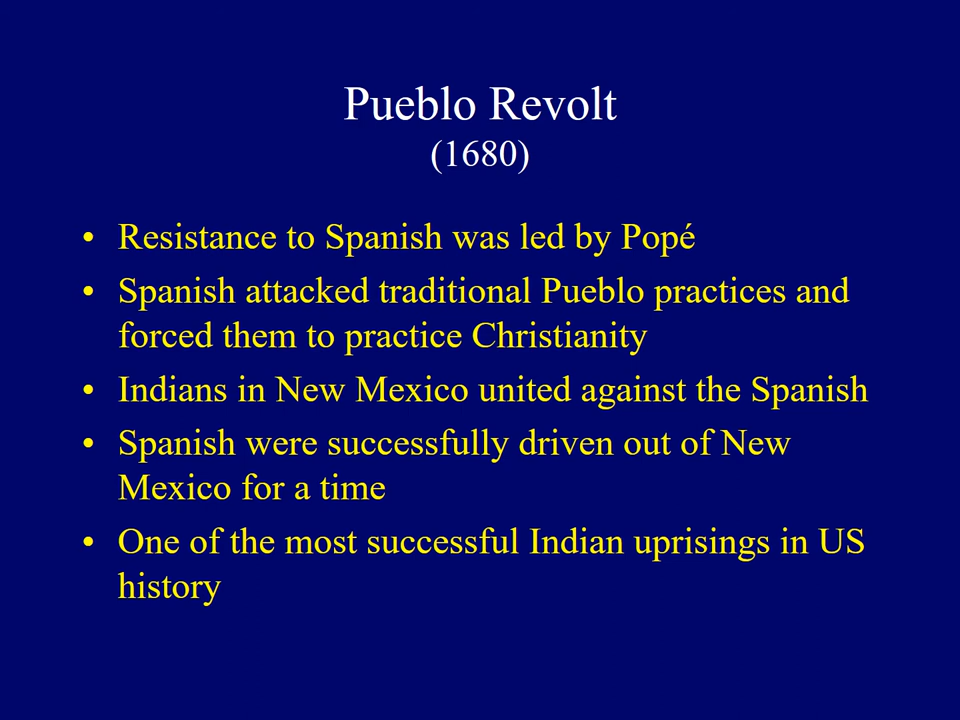 Pueblo Revolt
(1680)
• Resistance to Spanish was led by Popé
• Spanish attacked traditional Pueblo practices and
forced them to practice Christianity
• Indians in New Mexico united against the Spanish
• Spanish were successfully driven out of New
Mexico for a time
• One of the most successful Indian uprisings in US
history